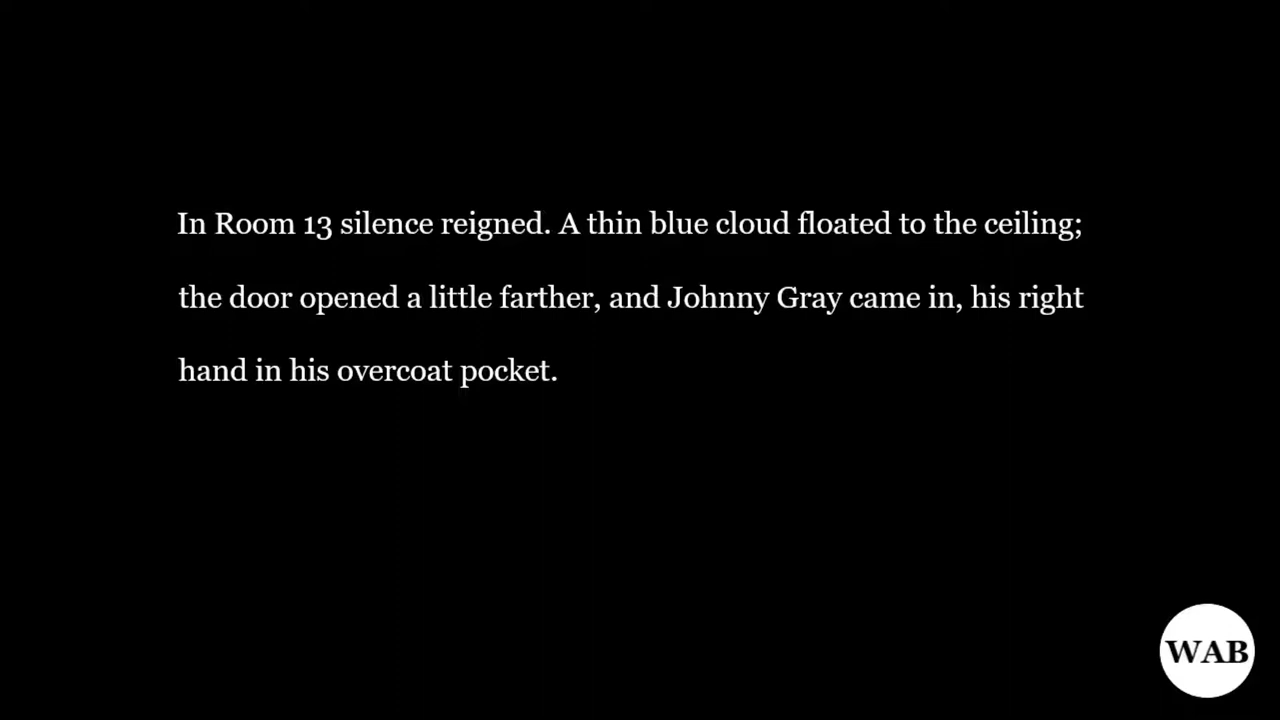 In Room 13 silence reigned. A thin blue cloud floated to the ceiling;
the door opened a little farther, and Johnny Gray came in, his right
hand in his overcoat pocket.
WAB